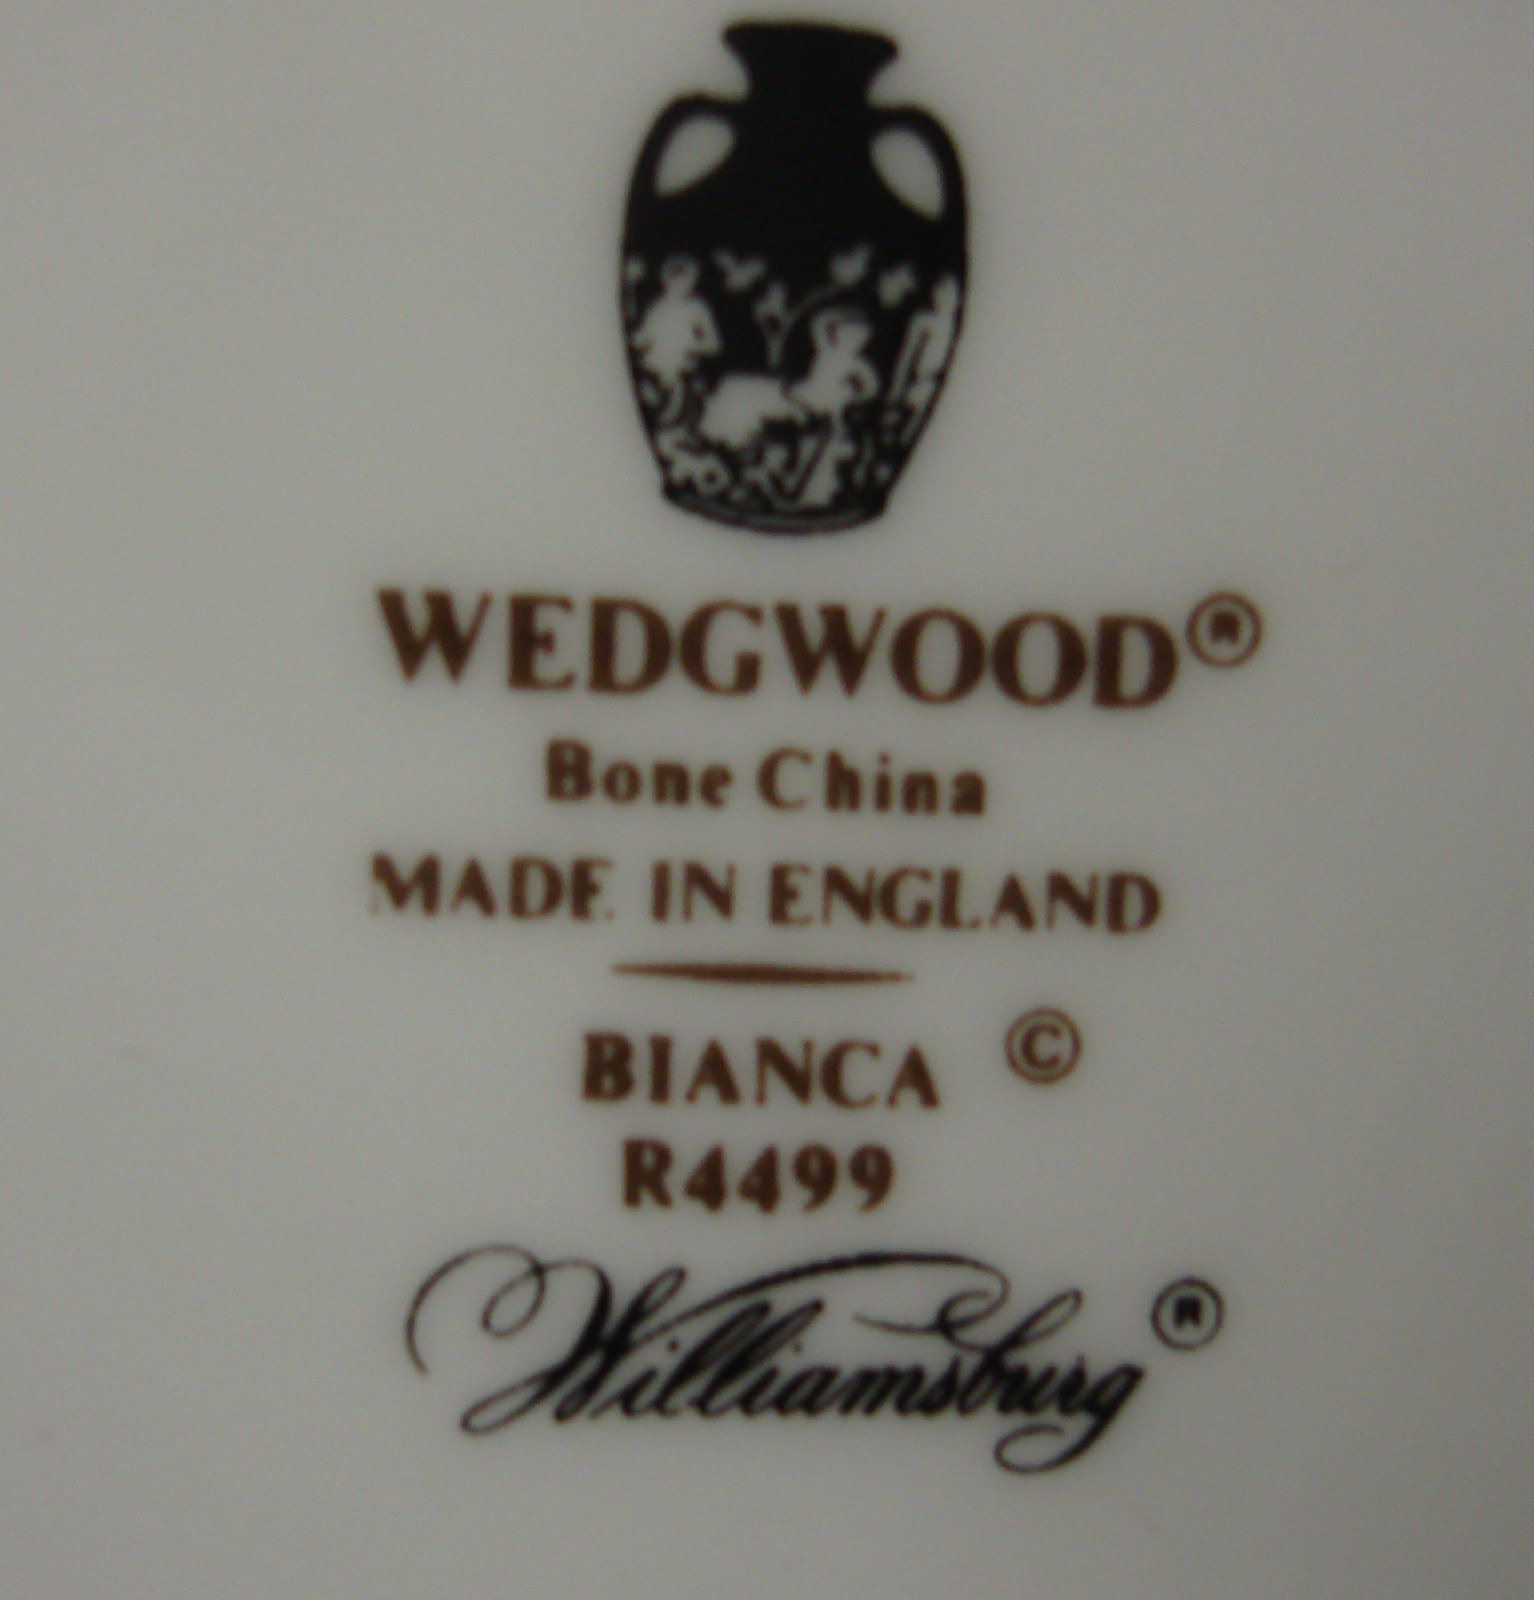 WEDGWOOD®
Bone China
MADE IN ENGLAND
BIANCA ©
R4499
Williamsburg®